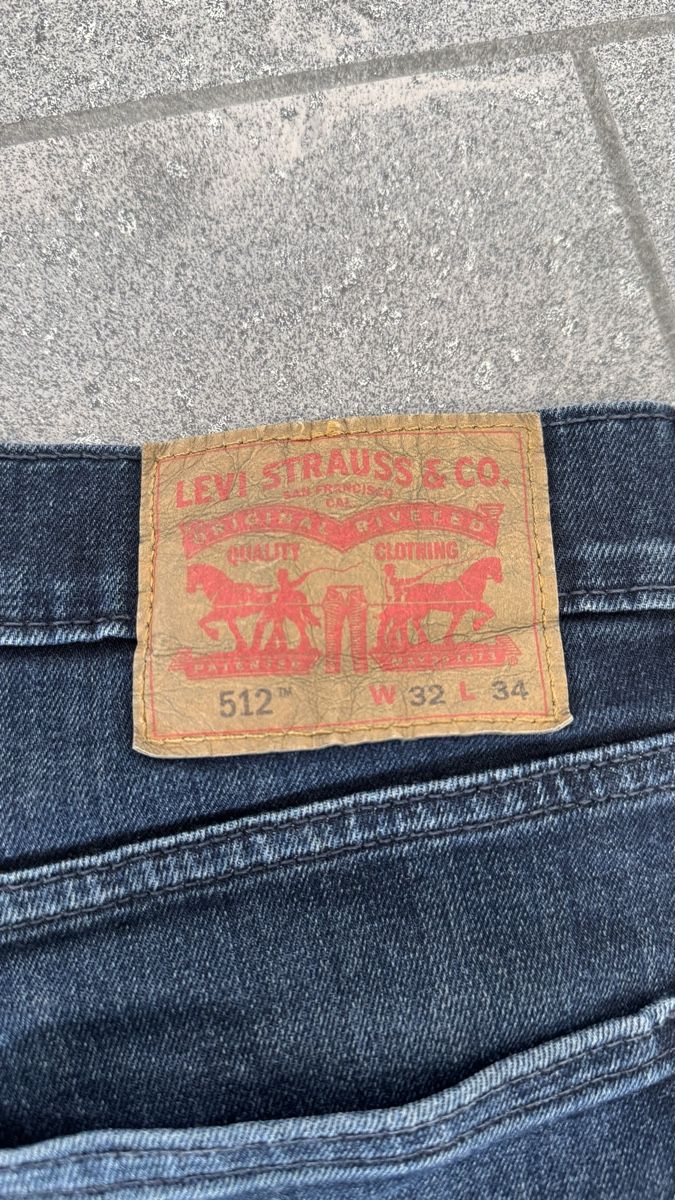 LEVI STRAUSS & CO.
SAN FRANCISCO
CAL.
ORIGINAL RIVETED
QUALITY CLOTHING
512™ W 32 L 34